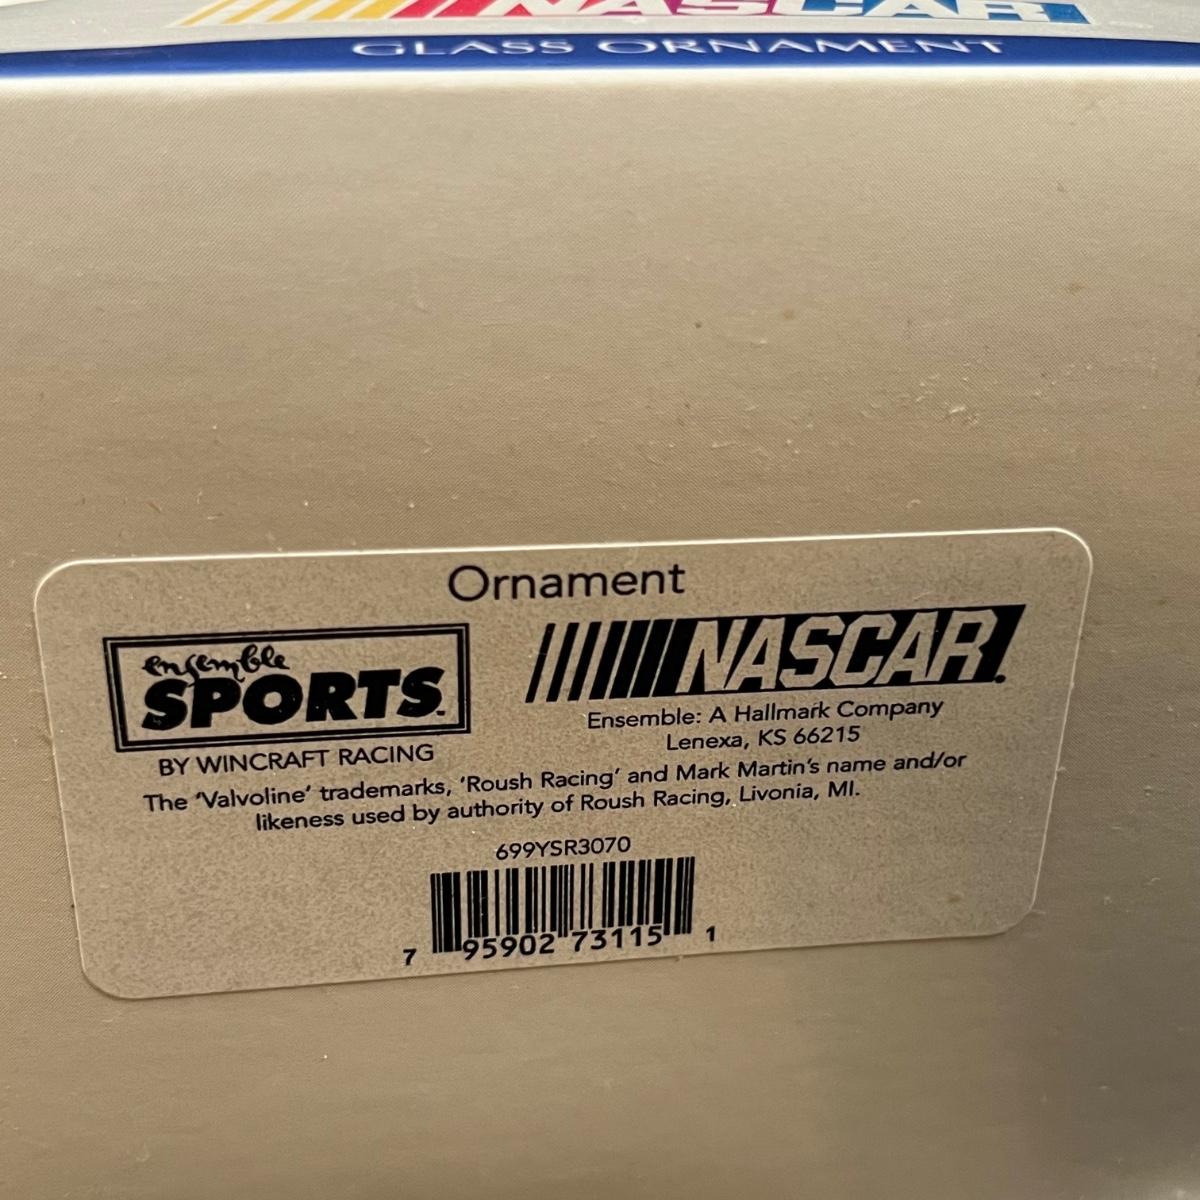 NASCAR
GLASS ORNAMENT
Ornament
ensemble
SPORTS.
BY WINCRAFT RACING
NASCAR.
Ensemble: A Hallmark Company
Lenexa, KS 66215
The 'Valvoline' trademarks, 'Roush Racing' and Mark Martin's name and/or
likeness used by authority of Roush Racing, Livonia, MI.
699YSR3070
7 95902 73115 1